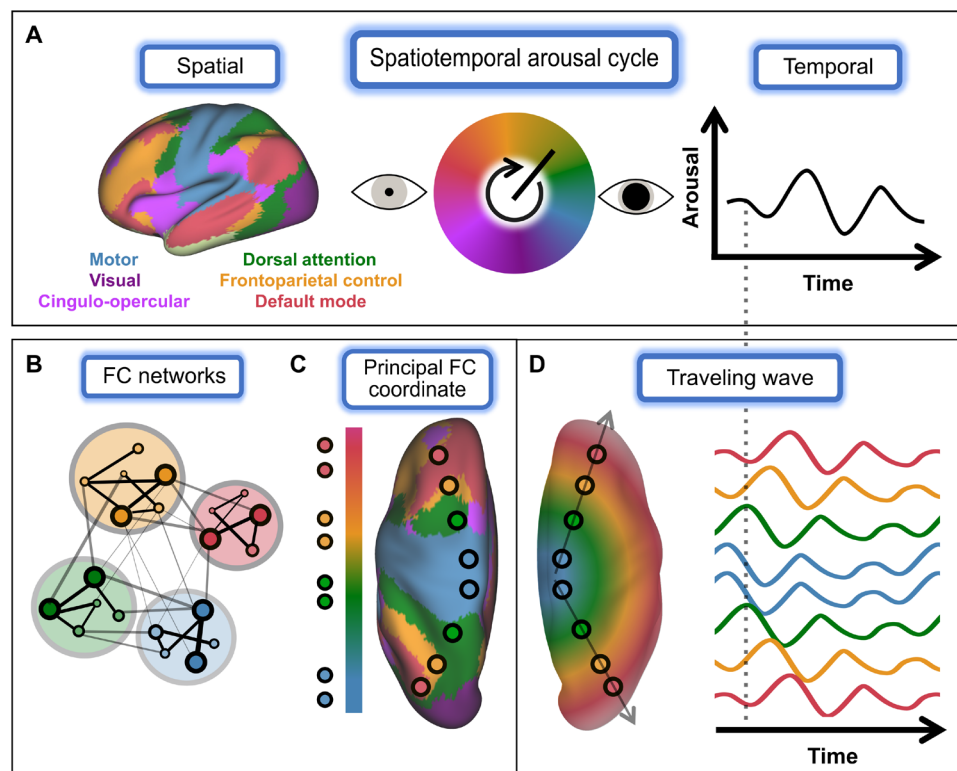 A
Spatial
Spatiotemporal arousal cycle
Temporal
Arousal
Time
Motor
Dorsal attention
Visual
Frontoparietal control
Cingulo-opercular
Default mode
B
FC networks
C
Principal FC
coordinate
D
Traveling wave
Time